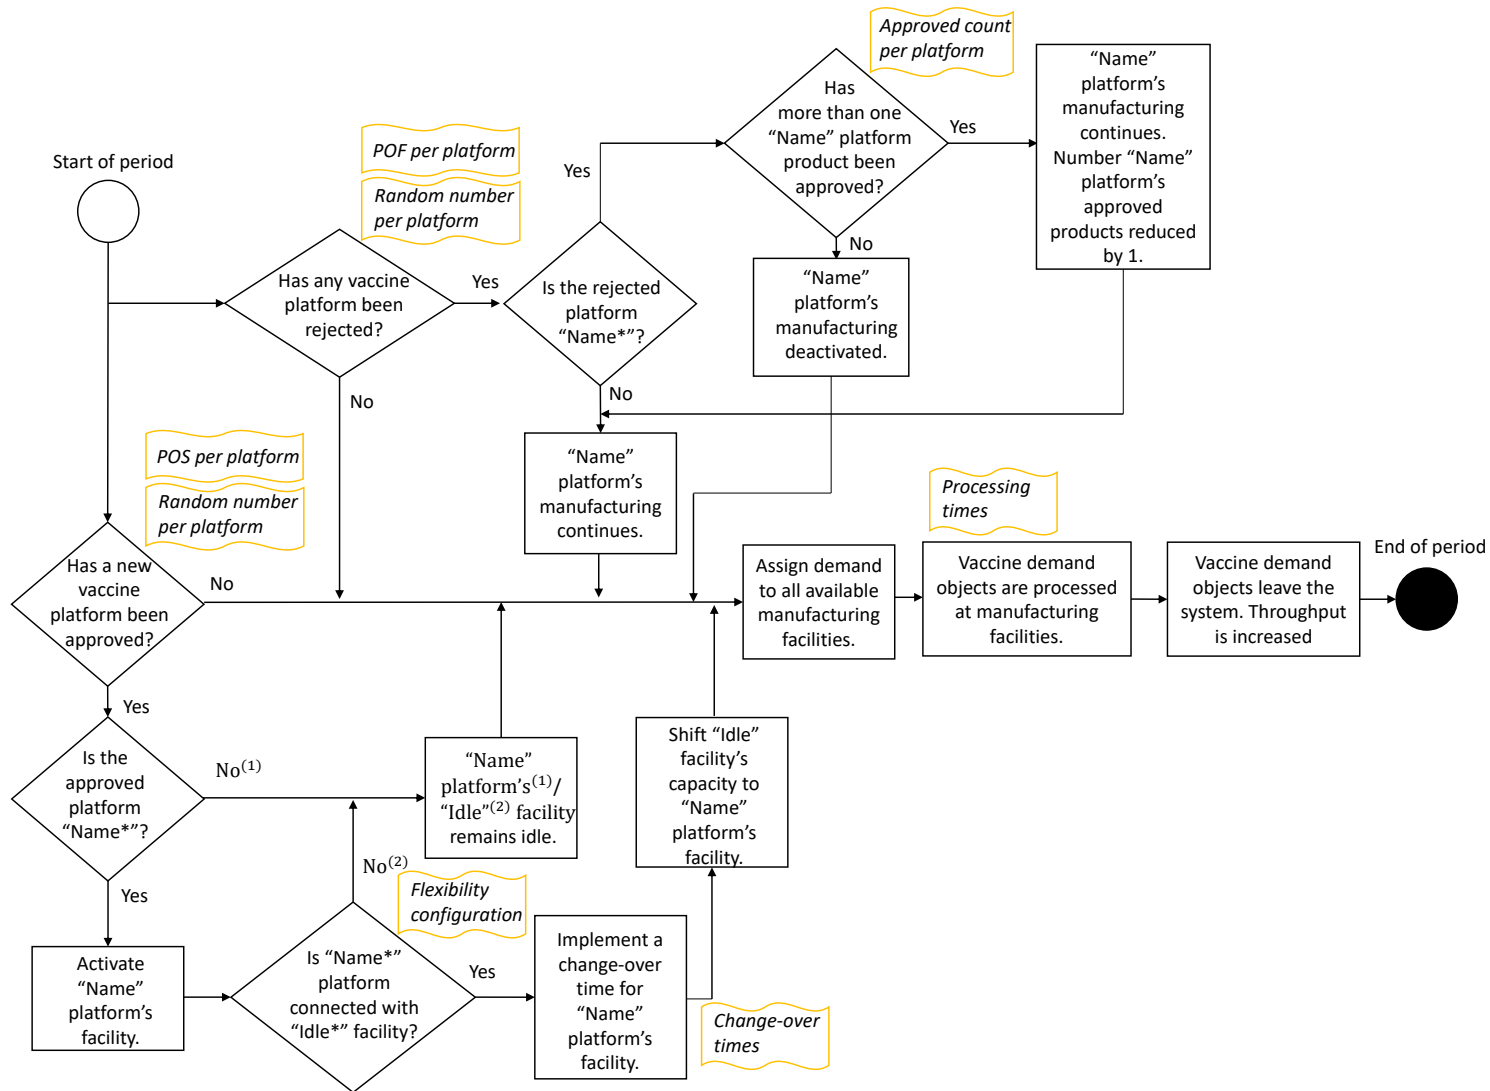 Approved count
per platform
“Name”
platform’s
manufacturing
continues.
Number “Name”
platform’s
approved
products reduced
by 1.
Has
more than one
“Name” platform
product been
approved?
Yes
No
Start of period
POF per platform
Random number
per platform
Yes
Has any vaccine
platform been
rejected?
Yes
No
Is the rejected
platform
“Name*”?
No
“Name”
platform’s
manufacturing
deactivated.
POS per platform
Random number
per platform
“Name”
platform’s
manufacturing
continues.
Processing
times
Has a new
vaccine
platform been
approved?
No
Yes
Assign demand
to all available
manufacturing
facilities.
Vaccine demand
objects are processed
at manufacturing
facilities.
Vaccine demand
objects leave the
system. Throughput
is increased
End of period
Is the
approved
platform
“Name*”?
No(1)
Yes
“Name”
platform’s(1)/
“Idle”(2) facility
remains idle.
Shift “Idle”
facility’s
capacity to
“Name”
platform’s
facility.
No(2)
Flexibility
configuration
Activate
“Name”
platform’s
facility.
Is “Name*”
platform
connected with
“Idle*” facility?
Yes
Implement a
change-over
time for
“Name”
platform’s
facility.
Change-over
times